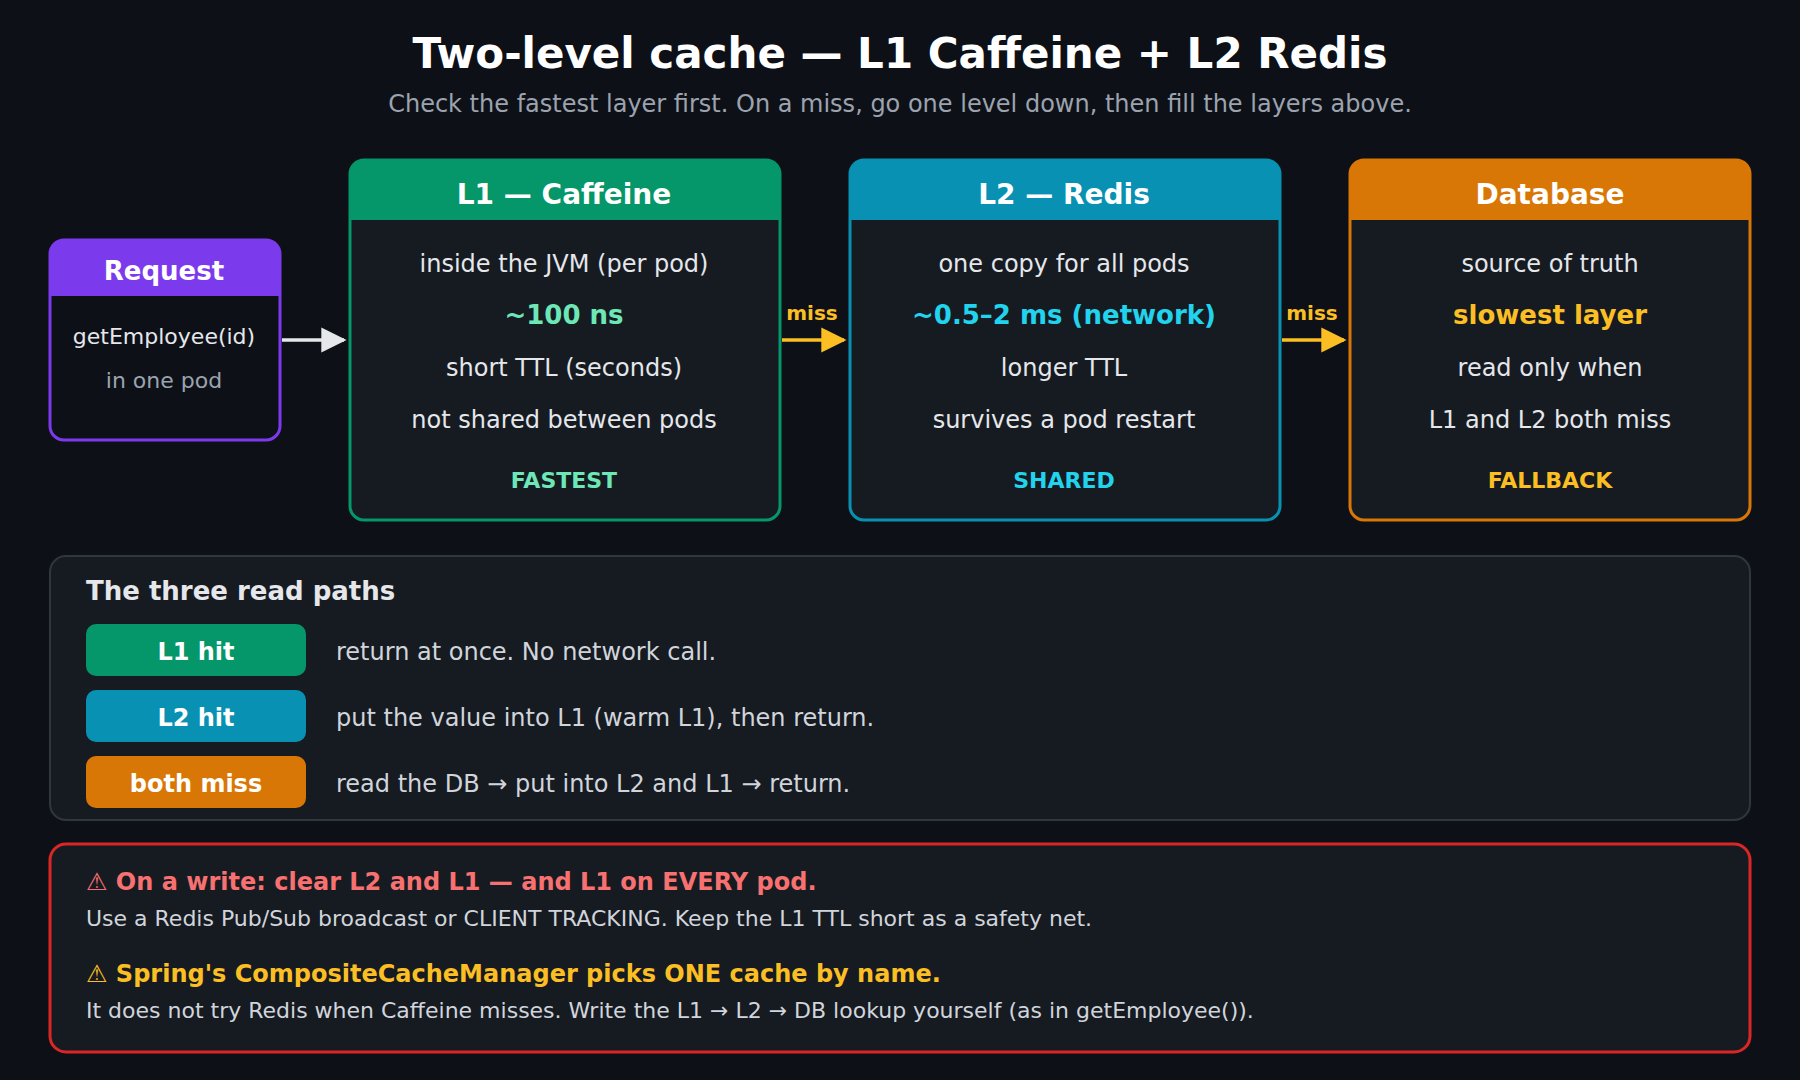 Two-level cache — L1 Caffeine + L2 Redis
Check the fastest layer first. On a miss, go one level down, then fill the layers above.
Request
getEmployee(id)
in one pod
L1 — Caffeine
inside the JVM (per pod)
~100 ns
short TTL (seconds)
not shared between pods
FASTEST
miss
L2 — Redis
one copy for all pods
~0.5–2 ms (network)
longer TTL
survives a pod restart
SHARED
miss
Database
source of truth
slowest layer
read only when
L1 and L2 both miss
FALLBACK
The three read paths
L1 hit
return at once. No network call.
L2 hit
put the value into L1 (warm L1), then return.
both miss
read the DB → put into L2 and L1 → return.
⚠ On a write: clear L2 and L1 — and L1 on EVERY pod.
Use a Redis Pub/Sub broadcast or CLIENT TRACKING. Keep the L1 TTL short as a safety net.
⚠ Spring's CompositeCacheManager picks ONE cache by name.
It does not try Redis when Caffeine misses. Write the L1 → L2 → DB lookup yourself (as in getEmployee()).